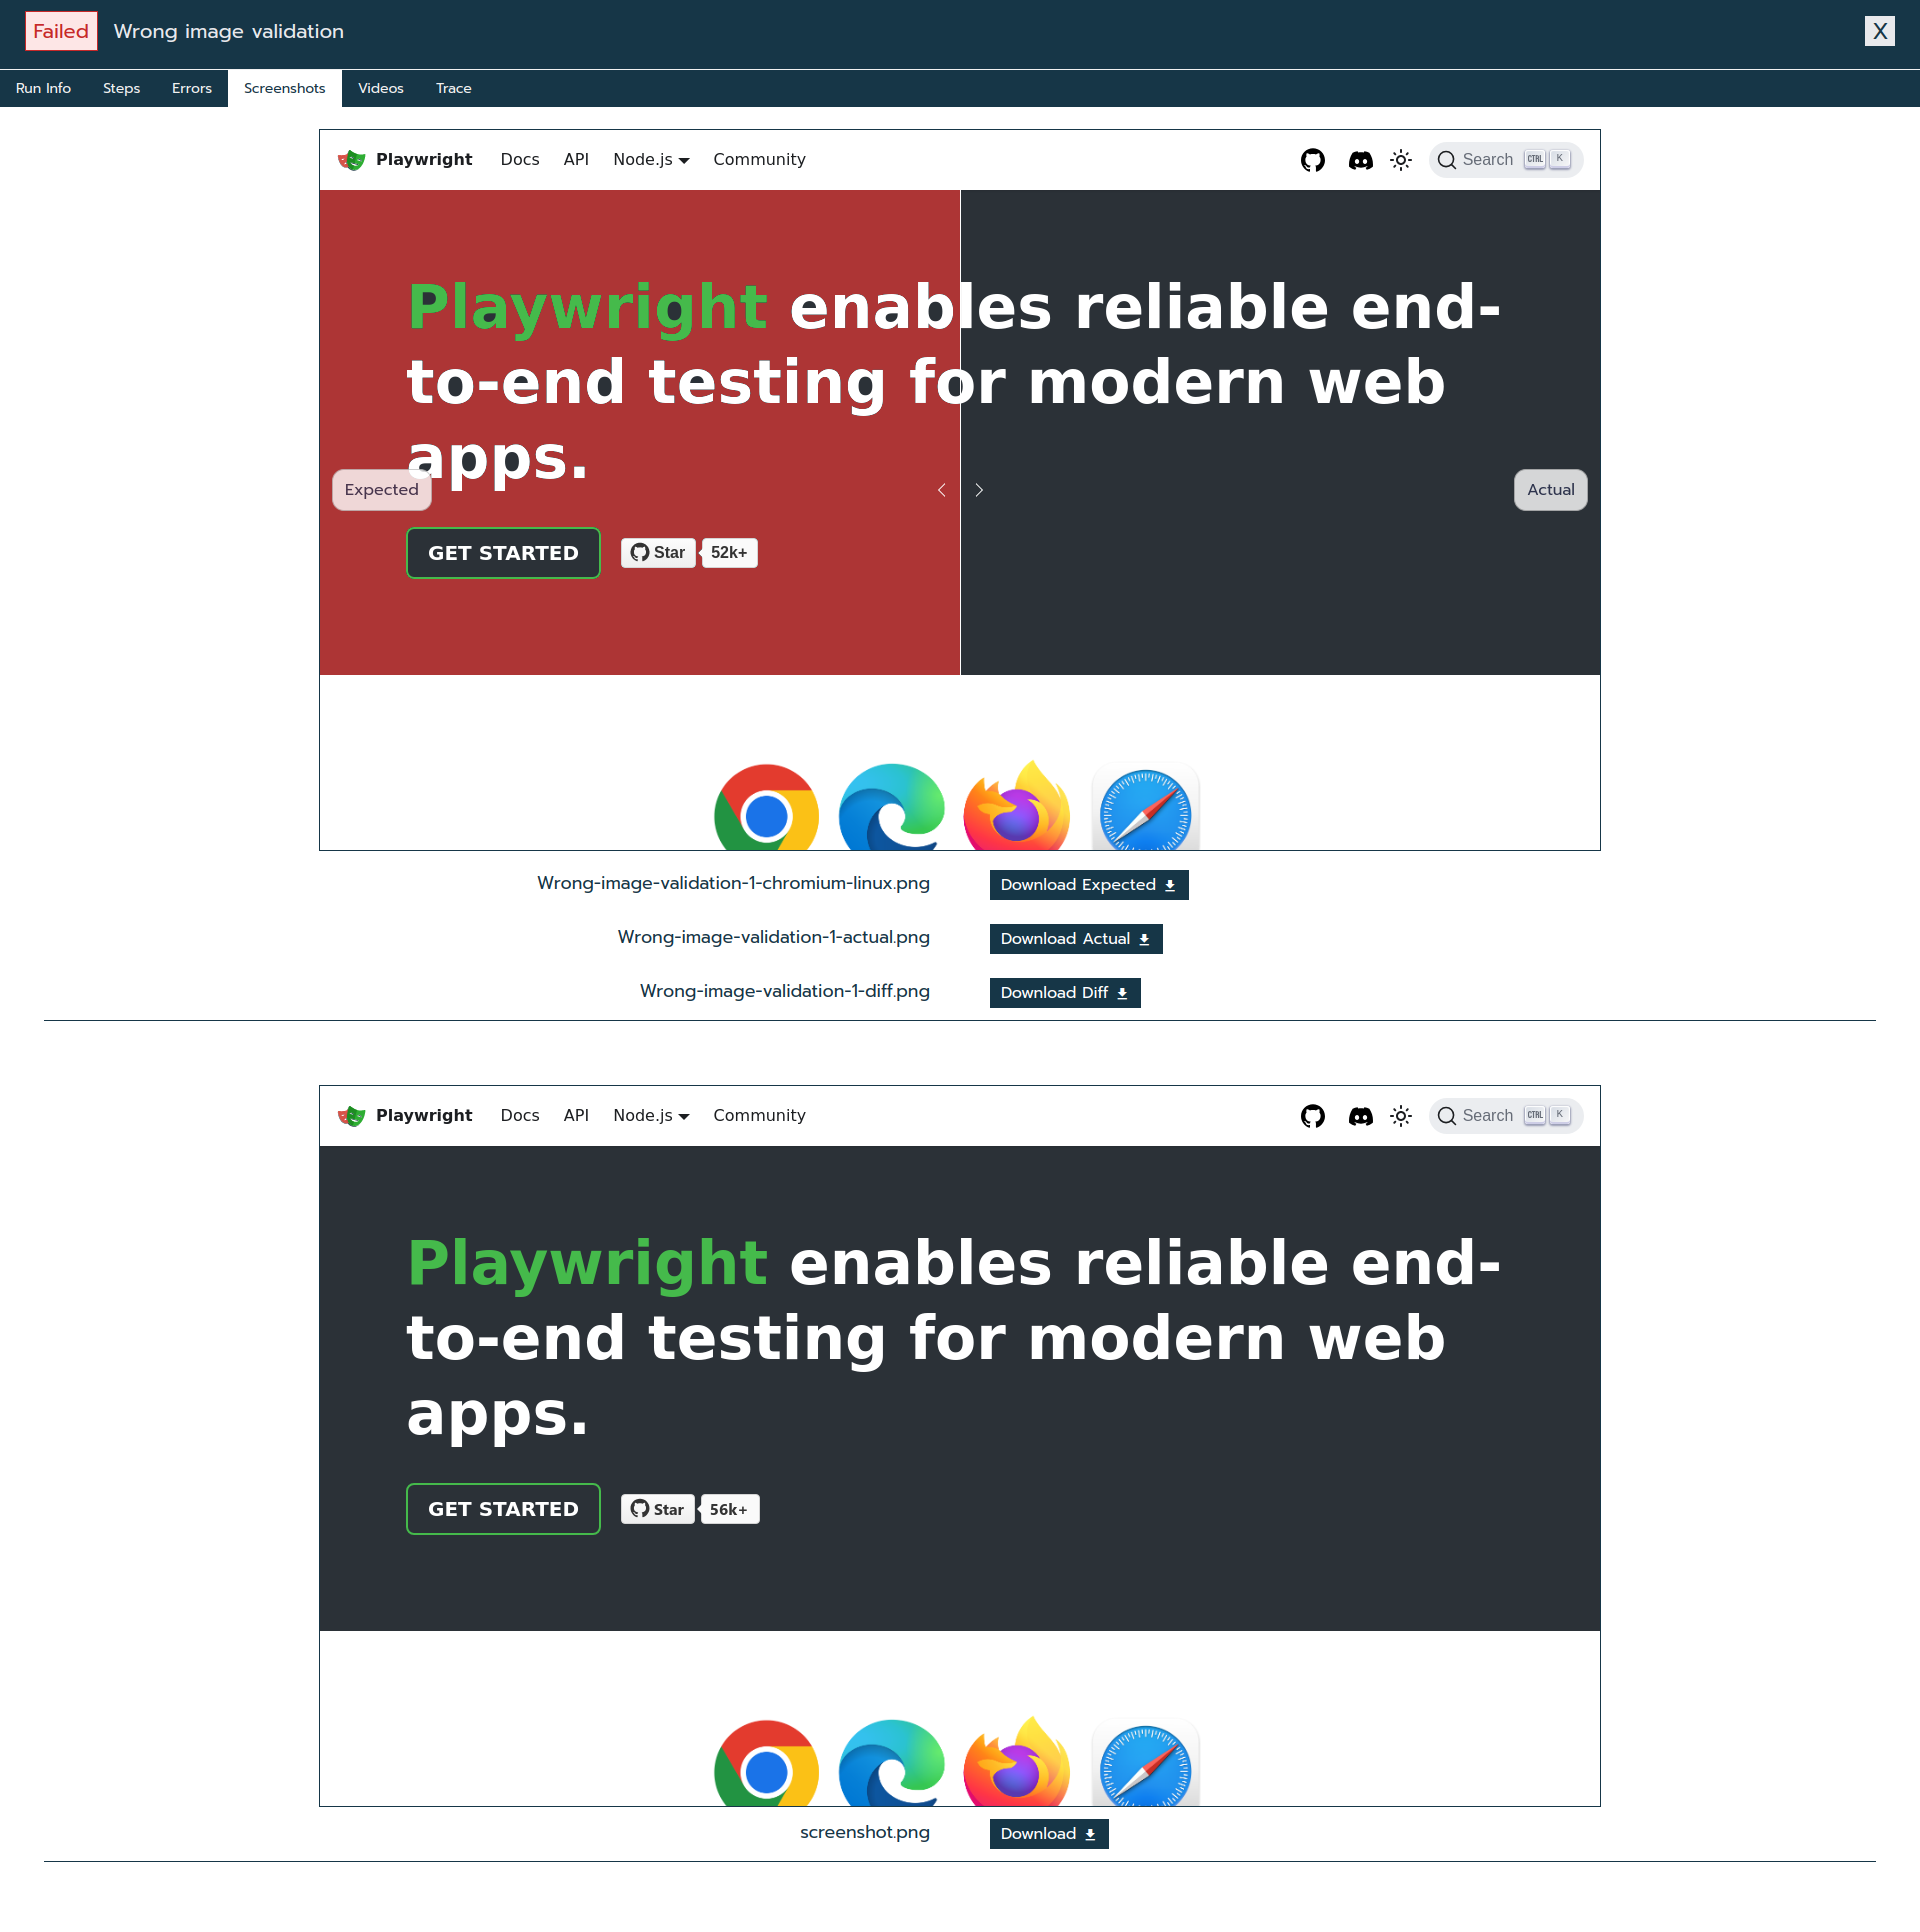 Failed Wrong image validation X
Run Info Steps Errors Screenshots Videos Trace
Playwright Docs API Node.js Community Search CTRL K
Playwright enables reliable end-
to-end testing for modern web
apps.
Expected Actual
GET STARTED Star 52k+
Wrong-image-validation-1-chromium-linux.png Download Expected
Wrong-image-validation-1-actual.png Download Actual
Wrong-image-validation-1-diff.png Download Diff
Playwright Docs API Node.js Community Search CTRL K
Playwright enables reliable end-
to-end testing for modern web
apps.
GET STARTED Star 56k+
screenshot.png Download